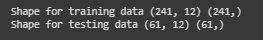 Shape for training data (241, 12) (241,)
Shape for testing data (61, 12) (61,)